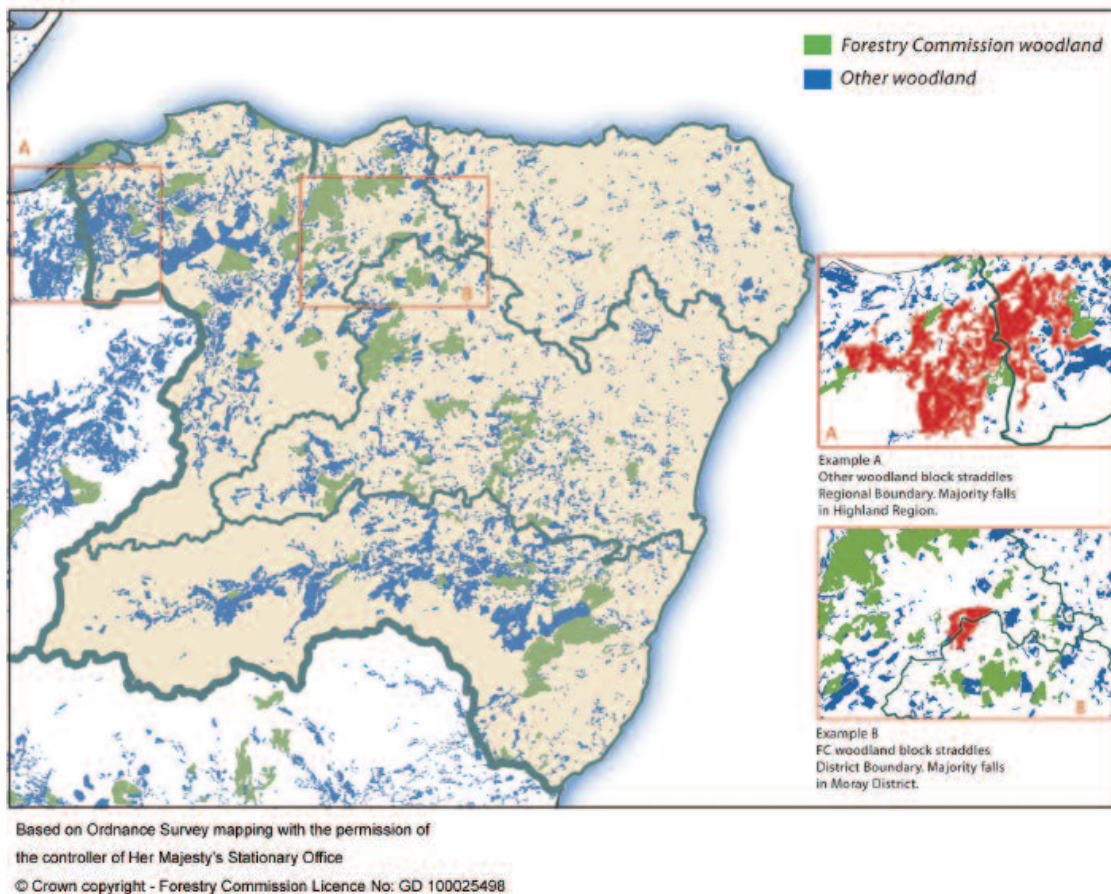 Forestry Commission woodland
Other woodland
A
B
A
Example A
Other woodland block straddles
Regional Boundary. Majority falls
in Highland Region.
B
Example B
FC woodland block straddles
District Boundary. Majority falls
in Moray District.
Based on Ordnance Survey mapping with the permission of
the controller of Her Majesty's Stationary Office
© Crown copyright - Forestry Commission Licence No: GD 100025498